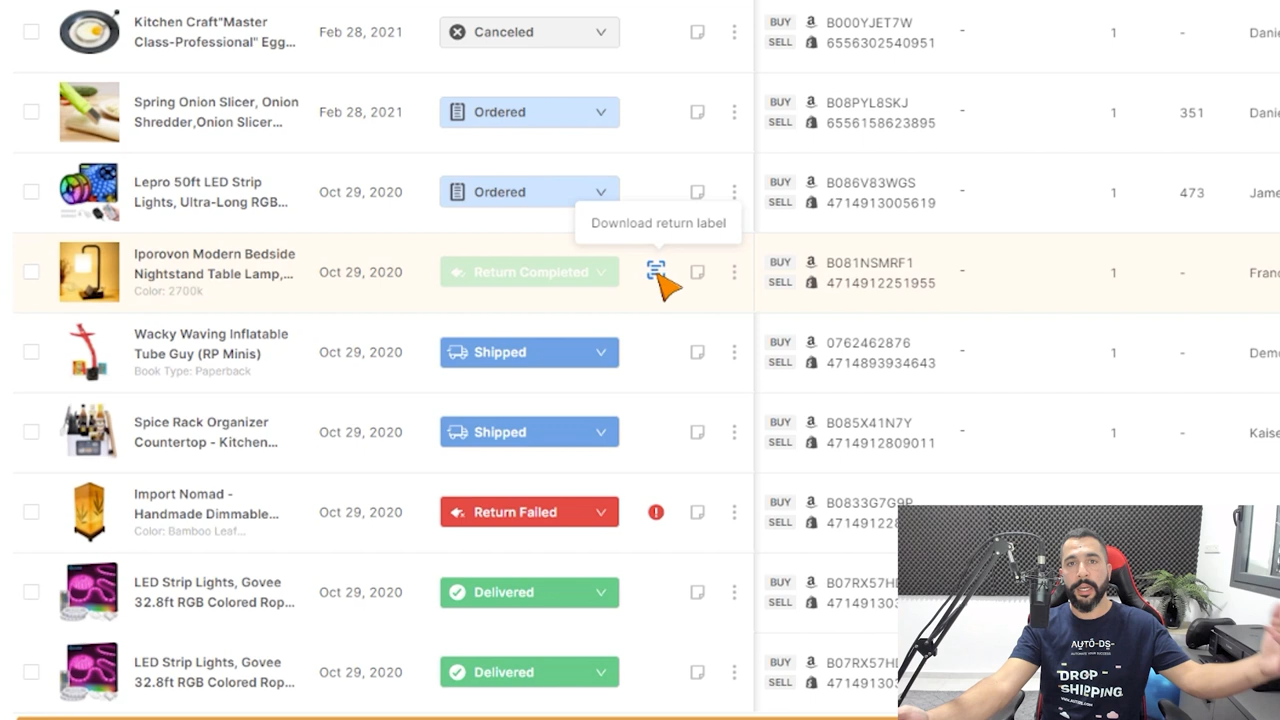 Kitchen Craft"Master
Class-Professional" Egg...
Feb 28, 2021
Canceled
BUY B000YJET7W
SELL 6556302540951
-
1
-
Spring Onion Slicer, Onion
Shredder,Onion Slicer...
Feb 28, 2021
Ordered
BUY B08PYL8SKJ
SELL 6556158623895
-
1
351
Lepro 50ft LED Strip
Lights, Ultra-Long RGB...
Oct 29, 2020
Ordered
BUY B086V83WGS
SELL 4714913005619
-
1
473
Download return label
Iporovon Modern Bedside
Nightstand Table Lamp,...
Color: 2700k
Oct 29, 2020
Return Completed
BUY B081NSMRF1
SELL 4714912251955
-
1
-
Wacky Waving Inflatable
Tube Guy (RP Minis)
Book Type: Paperback
Oct 29, 2020
Shipped
BUY 0762462876
SELL 4714893934643
-
1
-
Spice Rack Organizer
Countertop - Kitchen...
Oct 29, 2020
Shipped
BUY B085X41N7Y
SELL 4714912809011
-
1
-
Import Nomad -
Handmade Dimmable...
Color: Bamboo Leaf...
Oct 29, 2020
Return Failed
BUY B0833G7G9P
SELL
LED Strip Lights, Govee
32.8ft RGB Colored Rop...
Oct 29, 2020
Delivered
BUY
SELL
LED Strip Lights, Govee
32.8ft RGB Colored Rop...
Oct 29, 2020
Delivered
BUY
SELL
AUTO-DS-
DROP-
SHIPPING